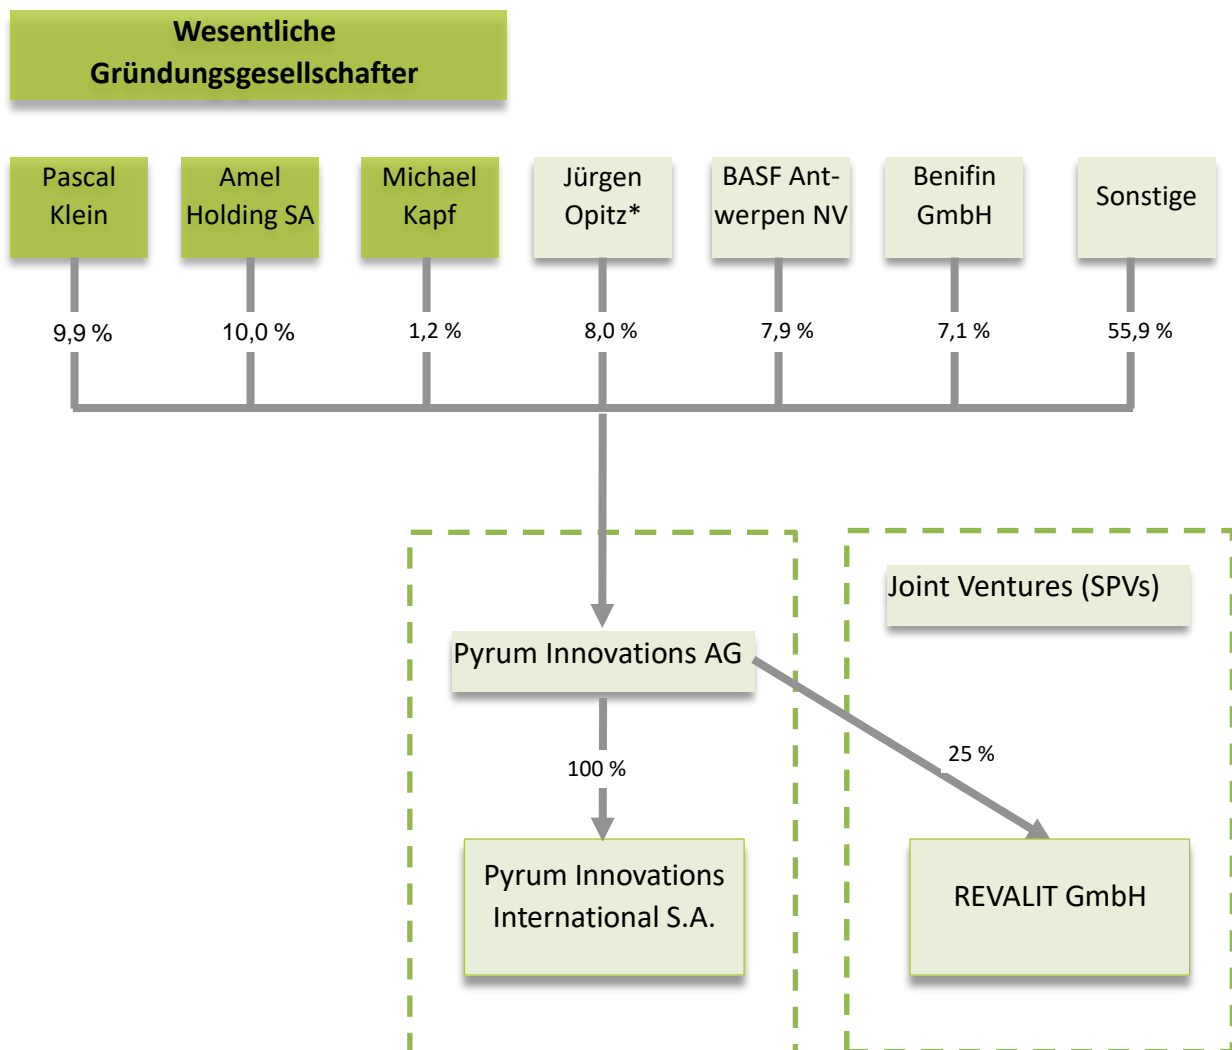 Wesentliche
Gründungsgesellschafter
Pascal
Klein
Amel
Holding SA
Michael
Kapf
Jürgen
Opitz*
BASF Ant-
werpen NV
Benifin
GmbH
Sonstige
9,9 %
10,0 %
1,2 %
8,0 %
7,9 %
7,1 %
55,9 %
Joint Ventures (SPVs)
Pyrum Innovations AG
25 %
100 %
Pyrum Innovations
International S.A.
REVALIT GmbH